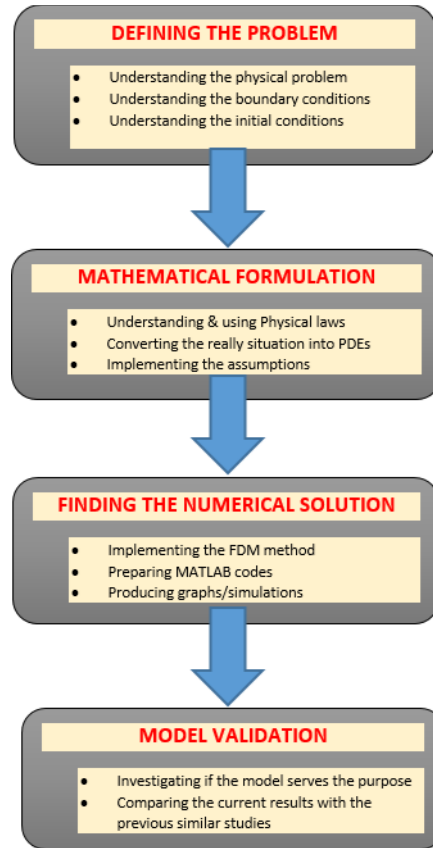 DEFINING THE PROBLEM
• Understanding the physical problem
• Understanding the boundary conditions
• Understanding the initial conditions
MATHEMATICAL FORMULATION
• Understanding & using Physical laws
• Converting the really situation into PDEs
• Implementing the assumptions
FINDING THE NUMERICAL SOLUTION
• Implementing the FDM method
• Preparing MATLAB codes
• Producing graphs/simulations
MODEL VALIDATION
• Investigating if the model serves the purpose
• Comparing the current results with the
previous similar studies